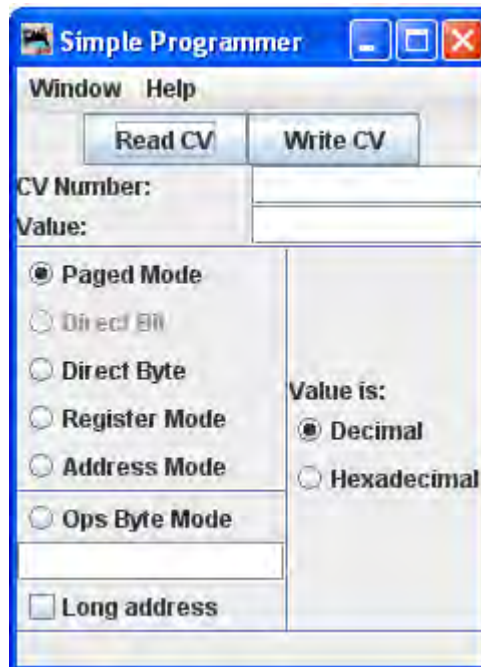 Simple Programmer
Window Help
Read CV Write CV
CV Number:
Value:
Paged Mode
Direct Bit
Direct Byte
Register Mode
Address Mode
Value is:
Decimal
Hexadecimal
Ops Byte Mode
Long address